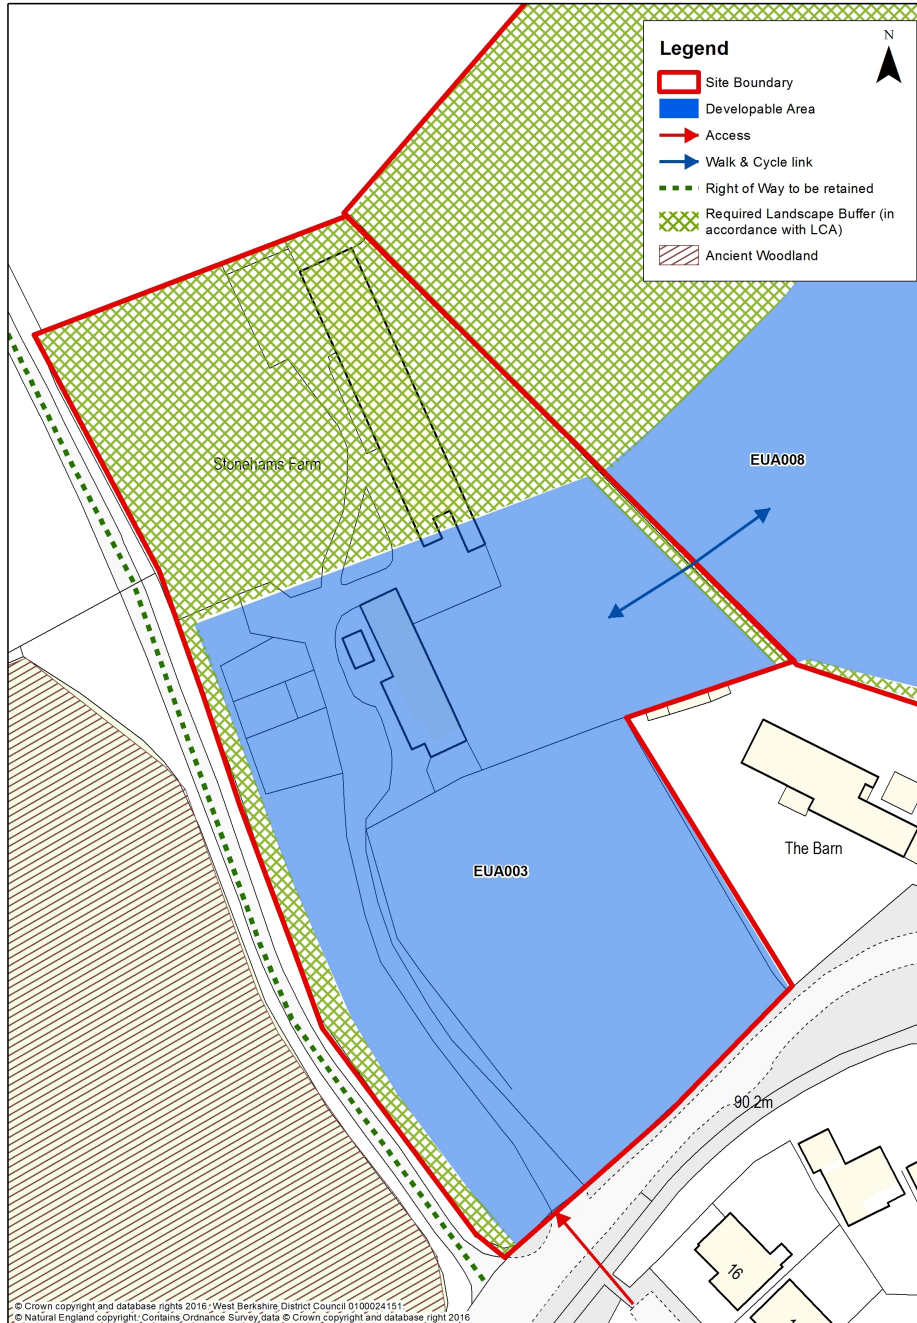 Legend
N
Site Boundary
Developable Area
Access
Walk & Cycle link
Right of Way to be retained
Required Landscape Buffer (in
accordance with LCA)
Ancient Woodland
Stonehams Farm
EUA008
The Barn
EUA003
90.2m
16
© Crown copyright and database rights 2016. West Berkshire District Council 0100024151.
© Natural England copyright. Contains Ordnance Survey data © Crown copyright and database right 2016